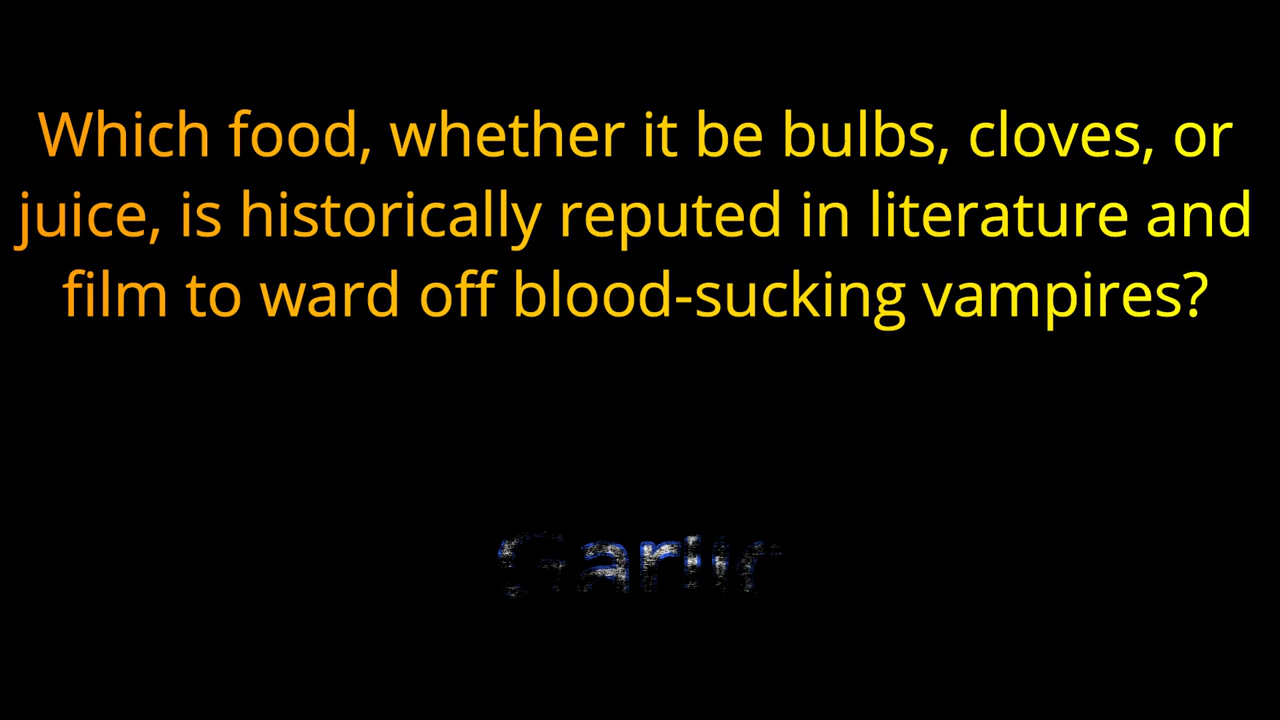 Which food, whether it be bulbs, cloves, or
juice, is historically reputed in literature and
film to ward off blood-sucking vampires?
Garlic